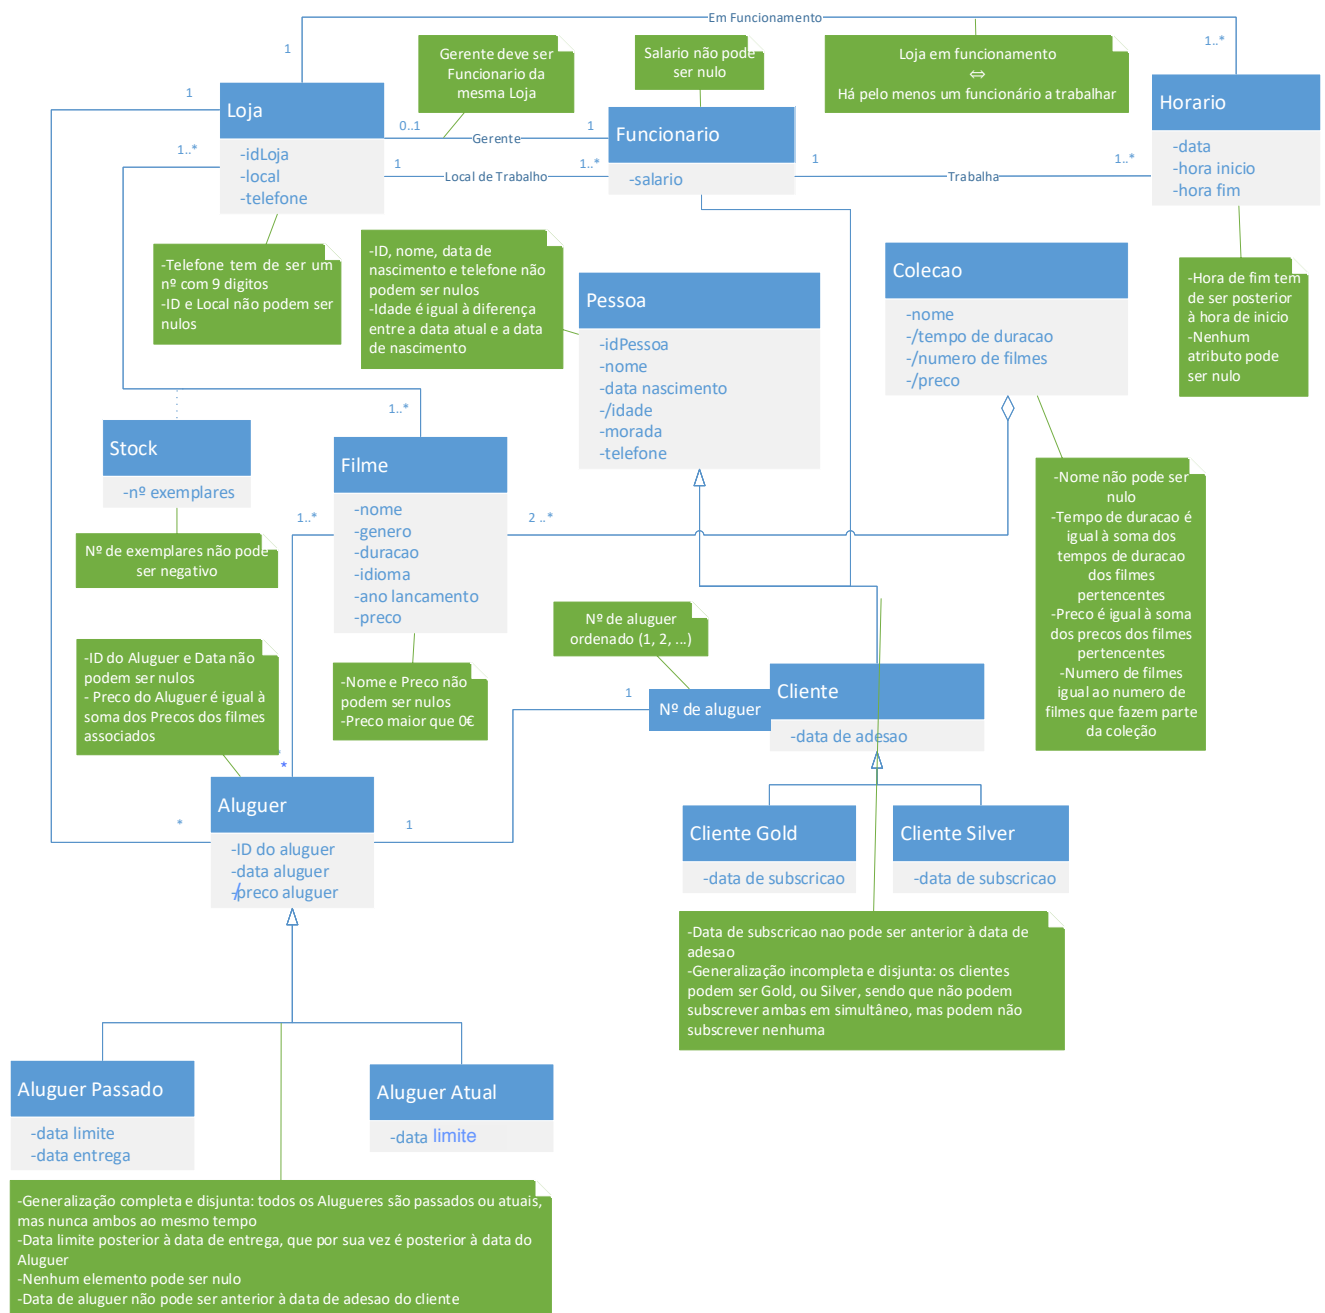 Em Funcionamento
1
1..*
Gerente deve ser
Funcionario da
mesma Loja
Salario não pode
ser nulo
Loja em funcionamento
⇔
Há pelo menos um funcionário a trabalhar
1
Loja
-idLoja
-local
-telefone
0..1
Gerente
1
Funcionario
-salario
Horario
-data
-hora inicio
-hora fim
1..*
1
Local de Trabalho
1..*
1
Trabalha
1..*
-Telefone tem de ser um
nº com 9 digitos
-ID e Local não podem ser
nulos
-ID, nome, data de
nascimento e telefone não
podem ser nulos
-Idade é igual à diferença
entre a data atual e a data
de nascimento
Pessoa
-idPessoa
-nome
-data nascimento
-/idade
-morada
-telefone
Colecao
-nome
-/tempo de duracao
-/numero de filmes
-/preco
-Hora de fim tem
de ser posterior
à hora de inicio
-Nenhum
atributo pode
ser nulo
1..*
Stock
-nº exemplares
Filme
-nome
-genero
-duracao
-idioma
-ano lancamento
-preco
1..*
2 ..*
Nº de exemplares não pode
ser negativo
-Nome não pode ser
nulo
-Tempo de duracao é
igual à soma dos
tempos de duracao
dos filmes
pertencentes
-Preco é igual à soma
dos precos dos filmes
pertencentes
-Numero de filmes
igual ao numero de
filmes que fazem parte
da coleção
Nº de aluguer
ordenado (1, 2, ...)
-ID do Aluguer e Data não
podem ser nulos
- Preco do Aluguer é igual à
soma dos Precos dos filmes
associados
-Nome e Preco não
podem ser nulos
-Preco maior que 0€
1
Nº de aluguer
Cliente
-data de adesao
*
*
1
Aluguer
-ID do aluguer
-data aluguer
-/preco aluguer
Cliente Gold
-data de subscricao
Cliente Silver
-data de subscricao
-Data de subscricao nao pode ser anterior à data de
adesao
-Generalização incompleta e disjunta: os clientes
podem ser Gold, ou Silver, sendo que não podem
subscrever ambas em simultâneo, mas podem não
subscrever nenhuma
Aluguer Passado
-data limite
-data entrega
Aluguer Atual
-data limite
-Generalização completa e disjunta: todos os Alugueres são passados ou atuais,
mas nunca ambos ao mesmo tempo
-Data limite posterior à data de entrega, que por sua vez é posterior à data do
Aluguer
-Nenhum elemento pode ser nulo
-Data de aluguer não pode ser anterior à data de adesao do cliente